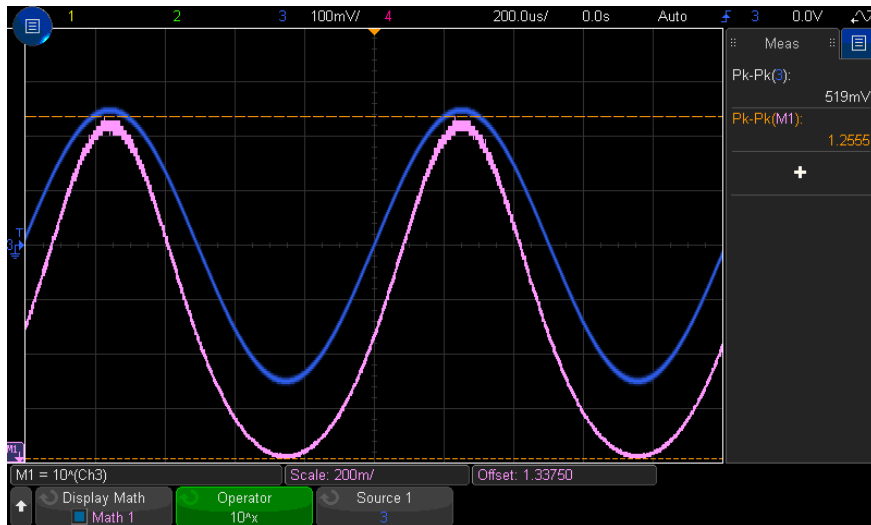 1 2 3 100mV/ 4 200.0us/ 0.0s Auto 3 0.0V
Meas
Pk-Pk(3):
519mV
Pk-Pk(M1):
1.2555
+
T
3
M1
M1 = 10^(Ch3) Scale: 200m/ Offset: 1.33750
Display Math Operator Source 1
Math 1 10^x 3